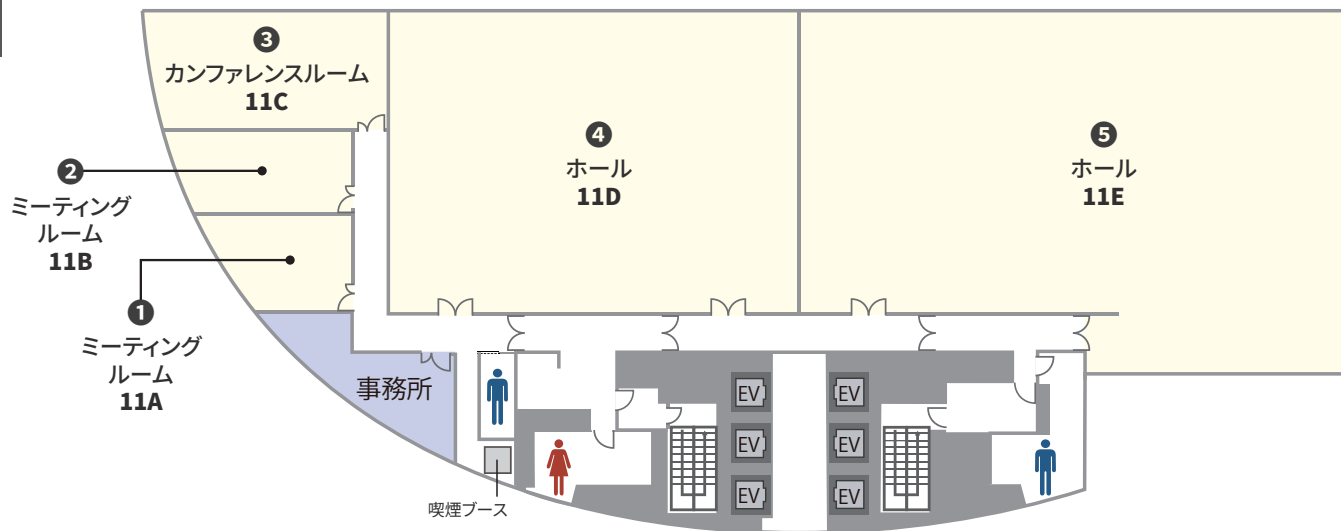 ❸
カンファレンスルーム
11C
❹
ホール
11D
❺
ホール
11E
❷
ミーティング
ルーム
11B
❶
ミーティング
ルーム
11A
事務所
EV
EV
EV
EV
EV
EV
喫煙ブース